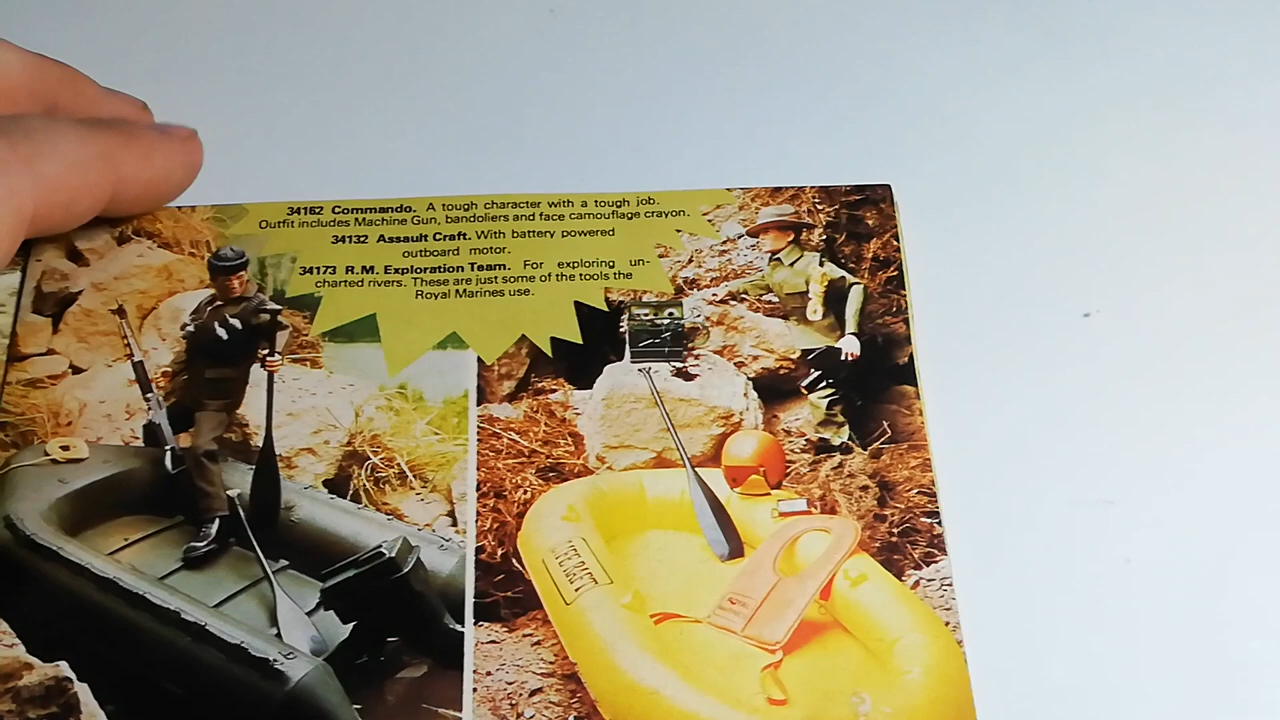 34162 Commando. A tough character with a tough job.
Outfit includes Machine Gun, bandoliers and face camouflage crayon.
34132 Assault Craft. With battery powered
outboard motor.
34173 R.M. Exploration Team. For exploring un-
charted rivers. These are just some of the tools the
Royal Marines use.
LIFERAFT